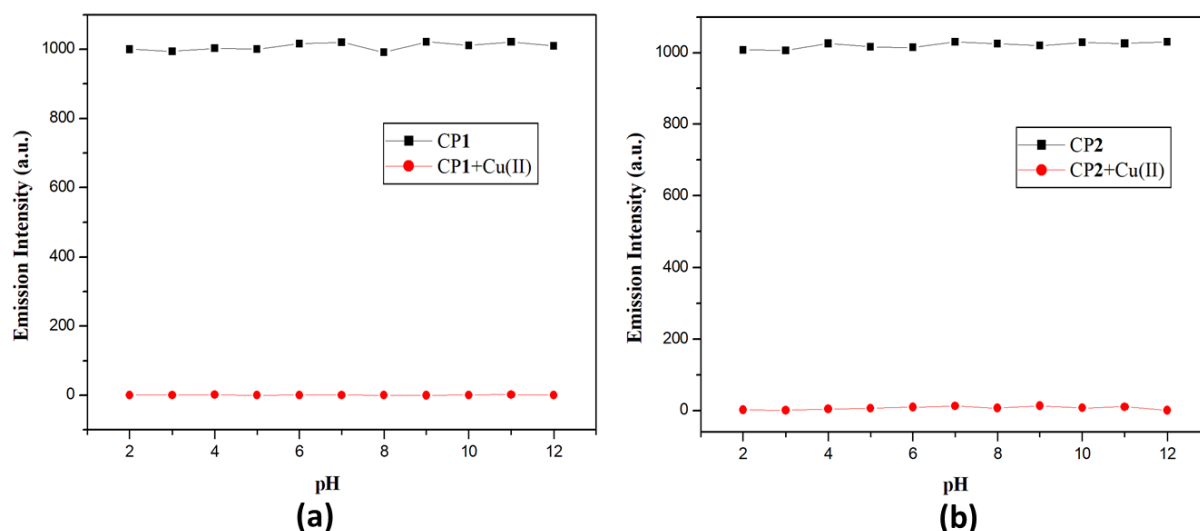 1000
800
600
400
200
0
Emission Intensity (a.u.)
CP1
CP1+Cu(II)
2 4 6 8 10 12
pH
(a)
1000
800
600
400
200
0
Emission Intensity (a.u.)
CP2
CP2+Cu(II)
2 4 6 8 10 12
pH
(b)